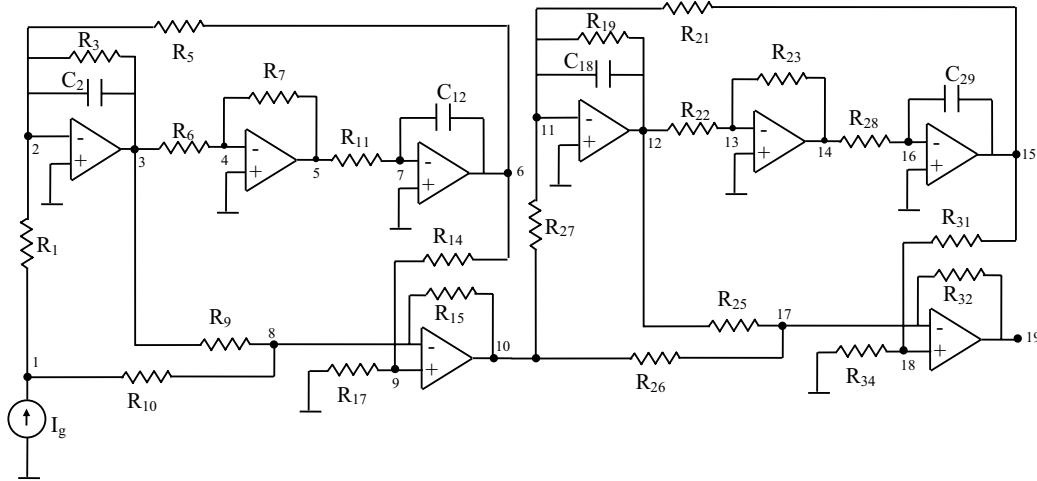 R₅
R₃
C₂
-
+
2
3
R₆
4
R₇
-
+
5
R₁₁
7
C₁₂
-
+
6
R₁
R₁₄
R₉
8
R₁₅
-
+
10
9
R₁₇
1
R₁₀
I_g
R₂₁
R₁₉
C₁₈
-
+
11
12
R₂₂
13
R₂₃
-
+
14
R₂₈
16
C₂₉
-
+
15
R₂₇
R₃₁
R₂₅
17
R₃₂
-
+
19
18
R₃₄
R₂₆